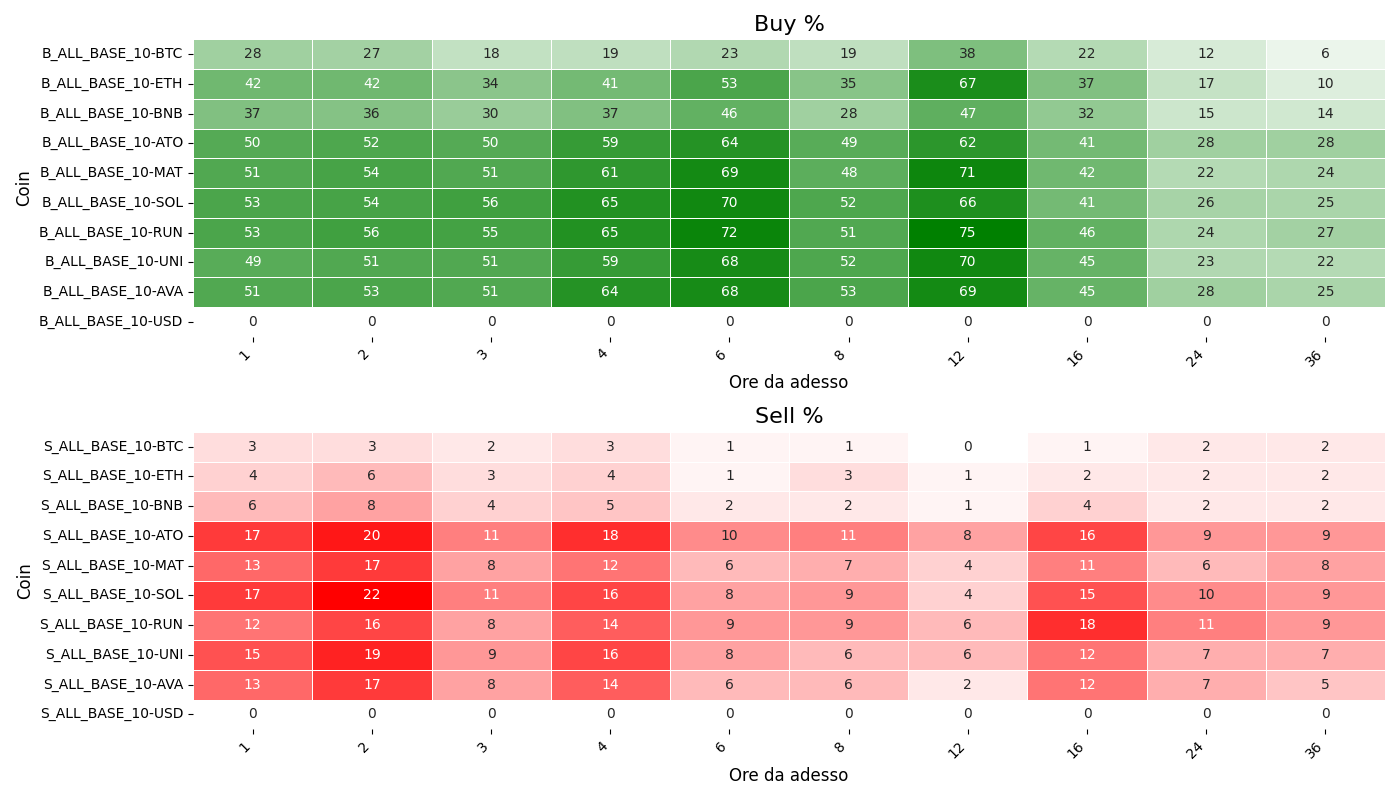 Buy %
Coin
B_ALL_BASE_10-BTC 28 27 18 19 23 19 38 22 12 6
B_ALL_BASE_10-ETH 42 42 34 41 53 35 67 37 17 10
B_ALL_BASE_10-BNB 37 36 30 37 46 28 47 32 15 14
B_ALL_BASE_10-ATO 50 52 50 59 64 49 62 41 28 28
B_ALL_BASE_10-MAT 51 54 51 61 69 48 71 42 22 24
B_ALL_BASE_10-SOL 53 54 56 65 70 52 66 41 26 25
B_ALL_BASE_10-RUN 53 56 55 65 72 51 75 46 24 27
B_ALL_BASE_10-UNI 49 51 51 59 68 52 70 45 23 22
B_ALL_BASE_10-AVA 51 53 51 64 68 53 69 45 28 25
B_ALL_BASE_10-USD 0 0 0 0 0 0 0 0 0 0
1 2 3 4 6 8 12 16 24 36
Ore da adesso
Sell %
Coin
S_ALL_BASE_10-BTC 3 3 2 3 1 1 0 1 2 2
S_ALL_BASE_10-ETH 4 6 3 4 1 3 1 2 2 2
S_ALL_BASE_10-BNB 6 8 4 5 2 2 1 4 2 2
S_ALL_BASE_10-ATO 17 20 11 18 10 11 8 16 9 9
S_ALL_BASE_10-MAT 13 17 8 12 6 7 4 11 6 8
S_ALL_BASE_10-SOL 17 22 11 16 8 9 4 15 10 9
S_ALL_BASE_10-RUN 12 16 8 14 9 9 6 18 11 9
S_ALL_BASE_10-UNI 15 19 9 16 8 6 6 12 7 7
S_ALL_BASE_10-AVA 13 17 8 14 6 6 2 12 7 5
S_ALL_BASE_10-USD 0 0 0 0 0 0 0 0 0 0
1 2 3 4 6 8 12 16 24 36
Ore da adesso